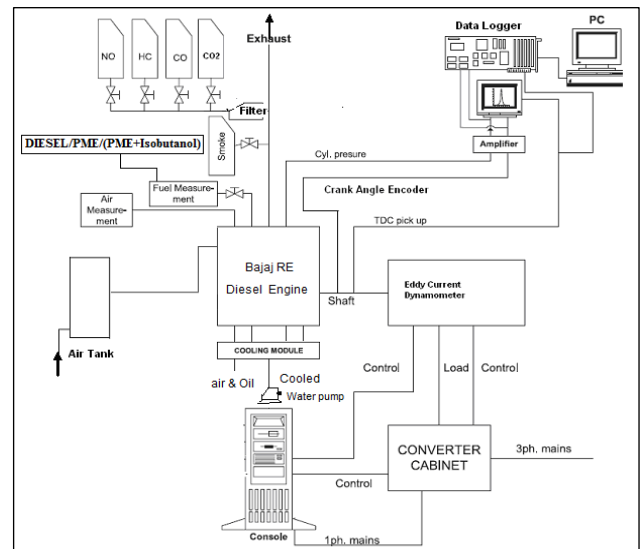 Data Logger
PC
Exhaust
NO
HC
CO
CO2
Filter
DIESEL/PME/(PME+Isobutanol)
Smoke
Cyl. presure
Amplifier
Fuel Measure-
ment
Crank Angle Encoder
Air
Measure-
ment
TDC pick up
Bajaj RE
Diesel Engine
Shaft
Eddy Current
Dynamometer
Air Tank
COOLING MODULE
air & Oil
Cooled
Water pump
Control
Load
Control
CONVERTER
CABINET
3ph. mains
Control
Console
1ph. mains